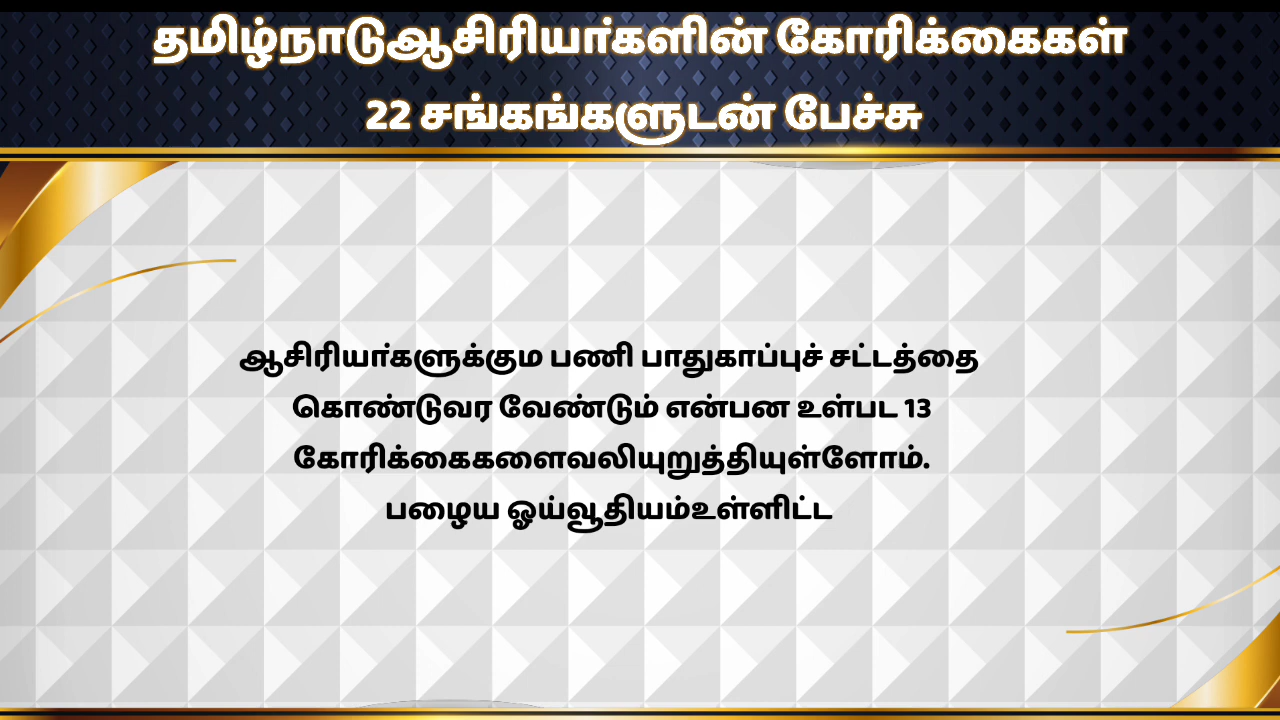 தமிழ்நாடுஆசிரியர்களின் கோரிக்கைகள்
22 சங்கங்களுடன் பேச்சு
ஆசிரியர்களுக்கும பணி பாதுகாப்புச் சட்டத்தை
கொண்டுவர வேண்டும் என்பன உள்பட 13
கோரிக்கைகளைவலியுறுத்தியுள்ளோம்.
பழைய ஓய்வூதியம்உள்ளிட்ட